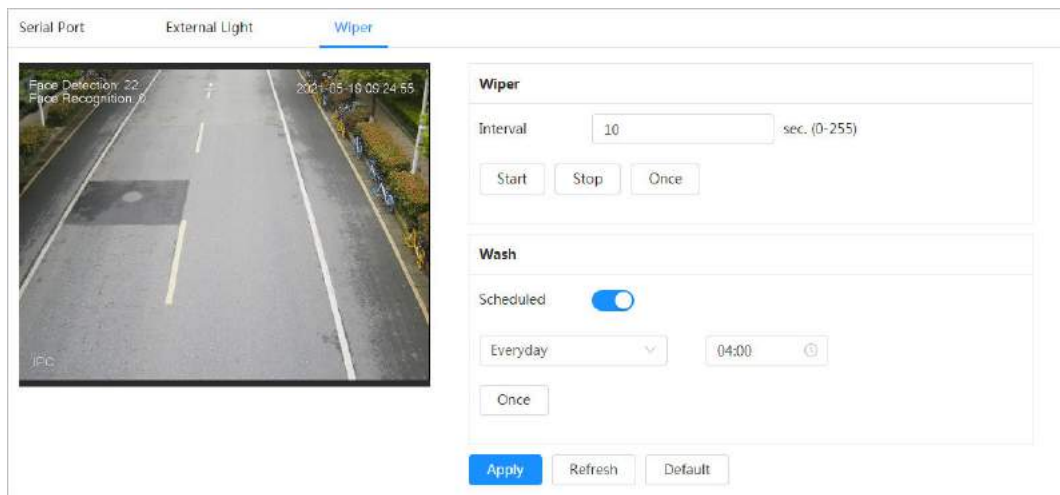 Serial Port External Light Wiper
Face Detection: 22
Face Recognition: 0
2021-05-19 09:24:55
IPC
Wiper
Interval 10 sec. (0-255)
Start Stop Once
Wash
Scheduled
Everyday 04:00
Once
Apply Refresh Default